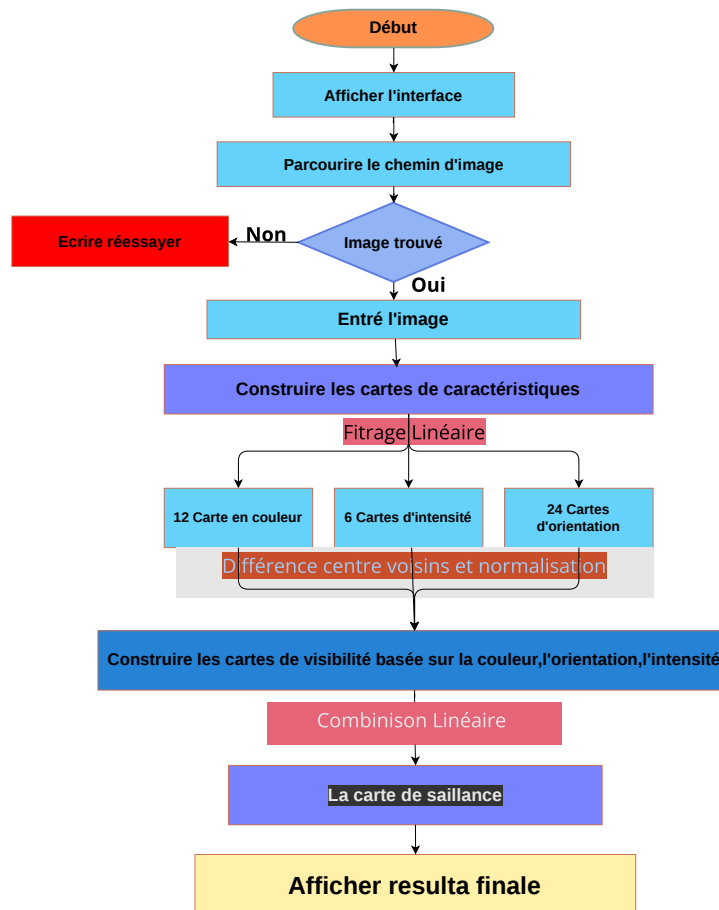 Début
Afficher l'interface
Parcourire le chemin d'image
Image trouvé
Non
Ecrire réessayer
Oui
Entré l'image
Construire les cartes de caractéristiques
Fitrage Linéaire
12 Carte en couleur
6 Cartes d'intensité
24 Cartes
d'orientation
Différence centre voisins et normalisation
Construire les cartes de visibilité basée sur la couleur,l'orientation,l'intensité
Combinison Linéaire
La carte de saillance
Afficher resulta finale